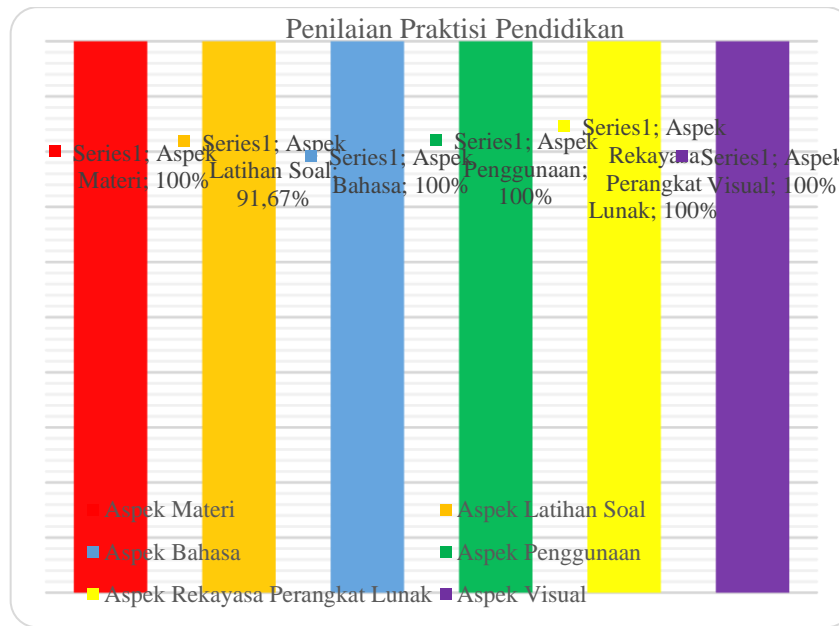 Penilaian Praktisi Pendidikan
Series1; Aspek
Materi; 100%
Series1; Aspek
Latihan Soal;
91,67%
Series1; Aspek
Bahasa; 100%
Series1; Aspek
Penggunaan;
100%
Series1; Aspek
Rekayasa
Perangkat
Lunak; 100%
Series1; Aspek
Visual; 100%
Aspek Materi
Aspek Latihan Soal
Aspek Bahasa
Aspek Penggunaan
Aspek Rekayasa Perangkat Lunak
Aspek Visual